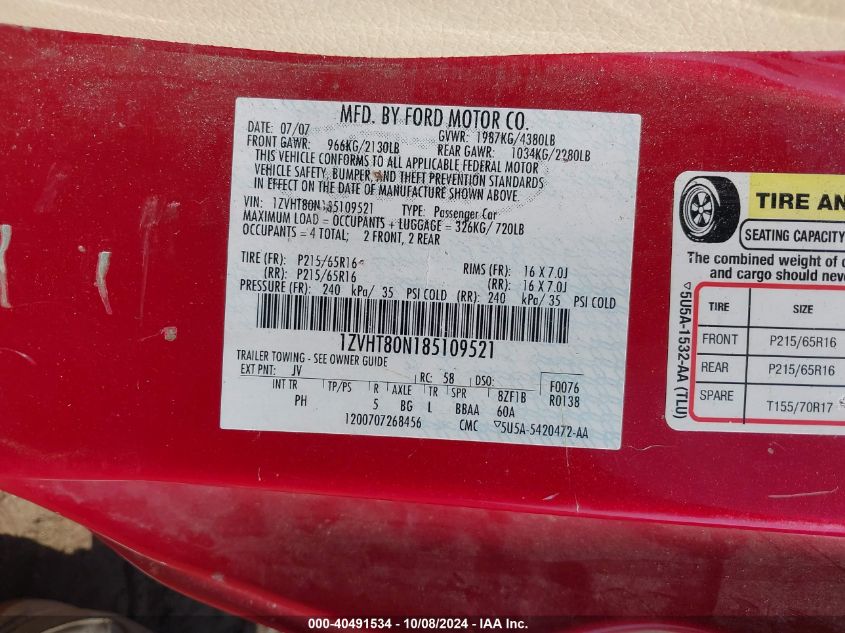 MFD. BY FORD MOTOR CO.
DATE: 07/07 GVWR: 1987KG/4380LB
FRONT GAWR: 966KG/2130LB REAR GAWR: 1034KG/2280LB
THIS VEHICLE CONFORMS TO ALL APPLICABLE FEDERAL MOTOR
VEHICLE SAFETY, BUMPER, AND THEFT PREVENTION STANDARDS
IN EFFECT ON THE DATE OF MANUFACTURE SHOWN ABOVE.
VIN: 1ZVHT80N185109521 TYPE: Passenger Car
MAXIMUM LOAD = OCCUPANTS + LUGGAGE = 326KG/ 720LB
OCCUPANTS = 4 TOTAL; 2 FRONT, 2 REAR
TIRE (FR): P215/65R16 RIMS (FR): 16 X 7.0J
(RR): P215/65R16 (RR): 16 X 7.0J
PRESSURE (FR): 240 kPa/ 35 PSI COLD (RR): 240 kPa/ 35 PSI COLD
1ZVHT80N185109521
TRAILER TOWING - SEE OWNER GUIDE
EXT PNT: JV RC: 58 DSO: F0076
INT TR TP/PS R AXLE TR SPR 8ZF1B R0138
PH 5 BG L BBAA 60A
1200707268456 CMC ▽5U5A-5420472-AA
TIRE AN
SEATING CAPACITY
The combined weight of
and cargo should neve
▽5U5A-1532-AA (TLU)
TIRE SIZE
FRONT P215/65R16
REAR P215/65R16
SPARE T155/70R17
000-40491534 - 10/08/2024 - IAA Inc.